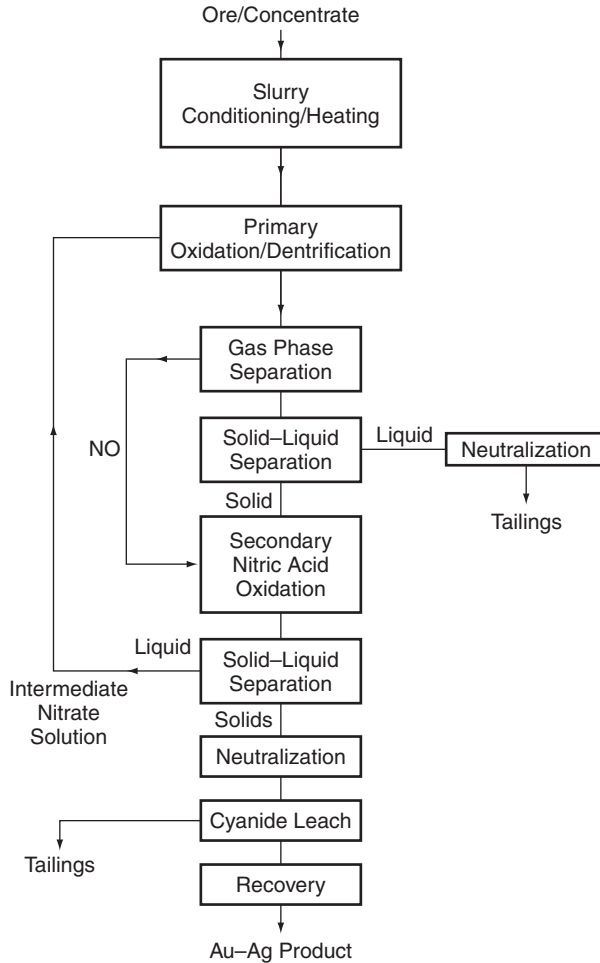 Ore/Concentrate
Slurry
Conditioning/Heating
Primary
Oxidation/Dentrification
Gas Phase
Separation
NO
Solid–Liquid
Separation
Liquid
Neutralization
Tailings
Solid
Secondary
Nitric Acid
Oxidation
Liquid
Solid–Liquid
Separation
Intermediate
Nitrate
Solution
Solids
Neutralization
Cyanide Leach
Tailings
Recovery
Au–Ag Product